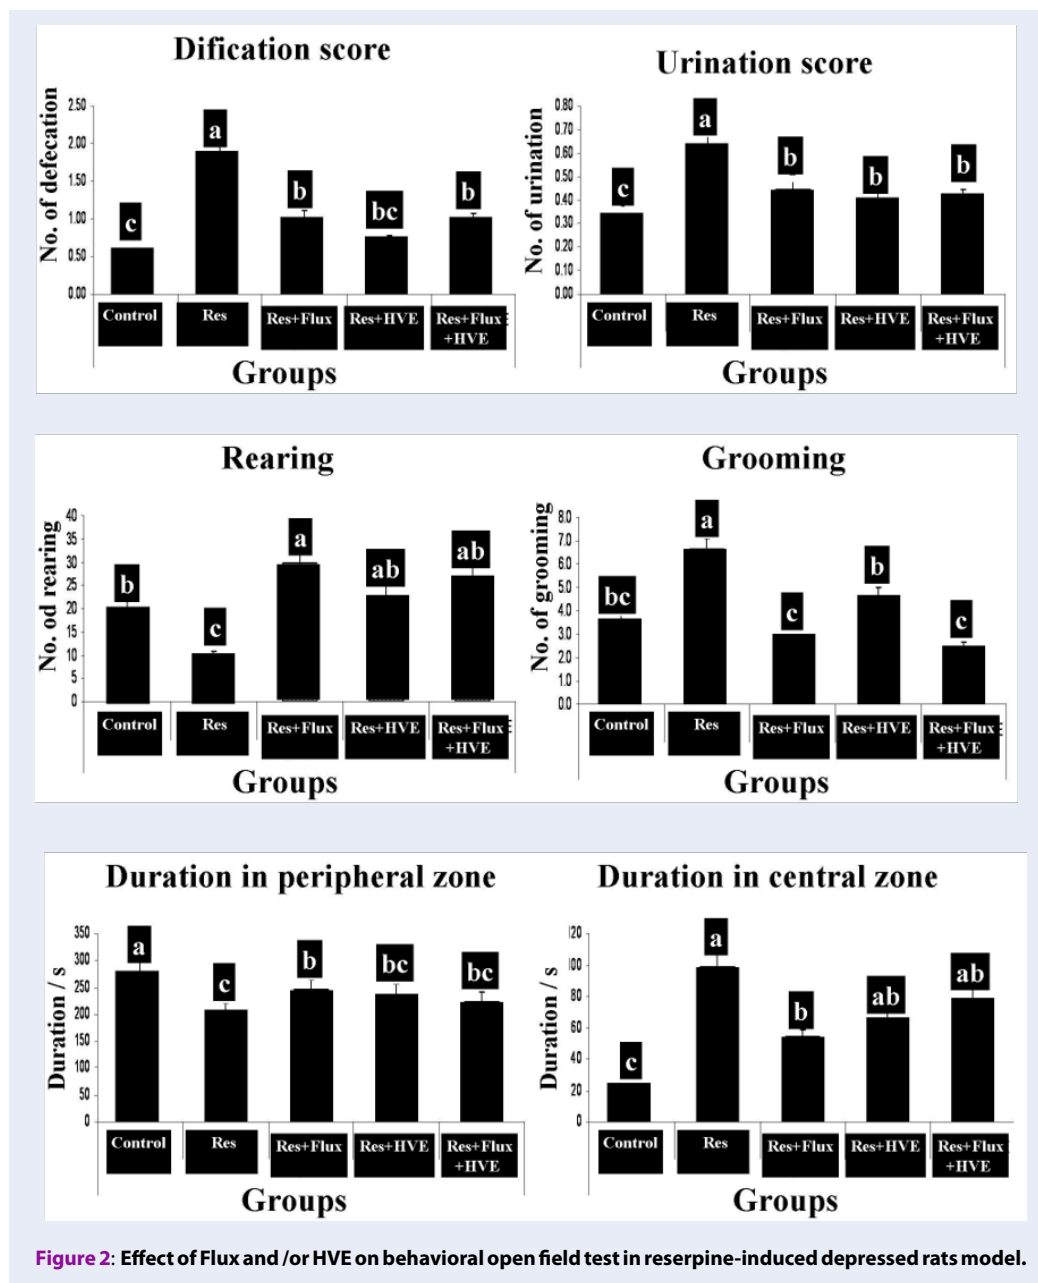 Dification score
No. of defecation
2.50
2.00
1.50
1.00
0.50
0.00
c
a
b
bc
b
Control
Res
Res+Flux
Res+HVE
Res+Flux
+HVE
Groups
Urination score
No. of urination
0.80
0.70
0.60
0.50
0.40
0.30
0.20
0.10
0.00
c
a
b
b
b
Control
Res
Res+Flux
Res+HVE
Res+Flux
+HVE
Groups
Rearing
No. od rearing
40
35
30
25
20
15
10
5
0
b
c
a
ab
ab
Control
Res
Res+Flux
Res+HVE
Res+Flux
+HVE
Groups
Grooming
No. of grooming
8.0
7.0
6.0
5.0
4.0
3.0
2.0
1.0
0.0
bc
a
c
b
c
Control
Res
Res+Flux
Res+HVE
Res+Flux
+HVE
Groups
Duration in peripheral zone
Duration / s
350
300
250
200
150
100
50
0
a
c
b
bc
bc
Control
Res
Res+Flux
Res+HVE
Res+Flux
+HVE
Groups
Duration in central zone
Duration / s
120
100
80
60
40
20
0
c
a
b
ab
ab
Control
Res
Res+Flux
Res+HVE
Res+Flux
+HVE
Groups
Figure 2: Effect of Flux and /or HVE on behavioral open field test in reserpine-induced depressed rats model.